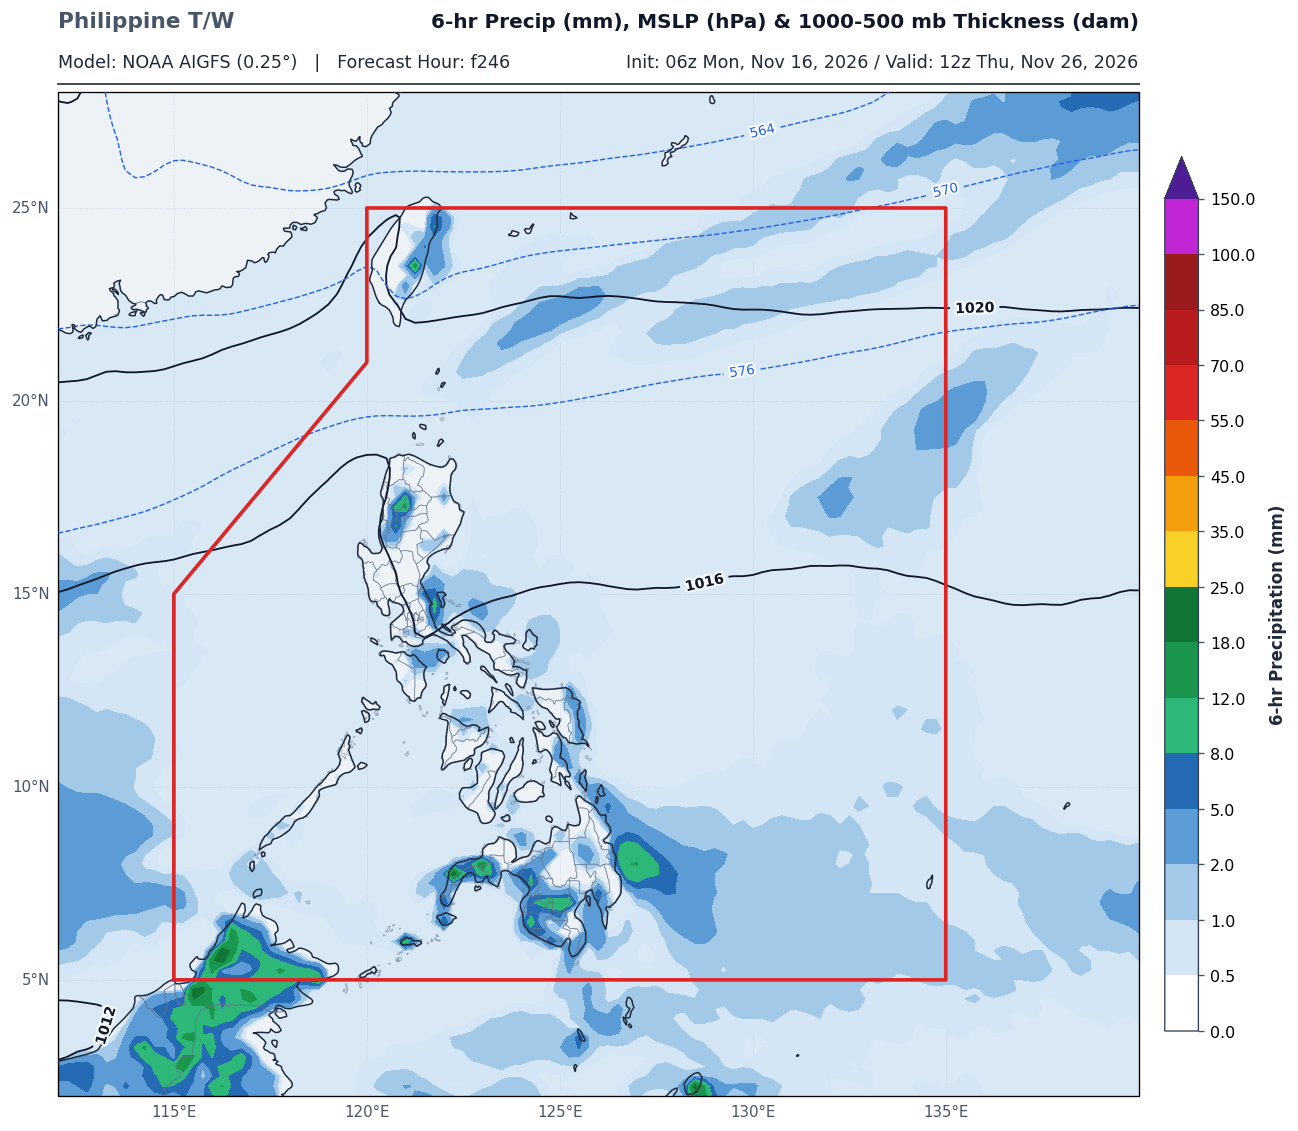 Philippine T/W
6-hr Precip (mm), MSLP (hPa) & 1000-500 mb Thickness (dam)
Model: NOAA AIGFS (0.25°) | Forecast Hour: f246
Init: 06z Mon, Nov 16, 2026 / Valid: 12z Thu, Nov 26, 2026
564
570
576
1020
1016
1012
25°N
20°N
15°N
10°N
5°N
115°E
120°E
125°E
130°E
135°E
150.0
100.0
85.0
70.0
55.0
45.0
35.0
25.0
18.0
12.0
8.0
5.0
2.0
1.0
0.5
0.0
6-hr Precipitation (mm)